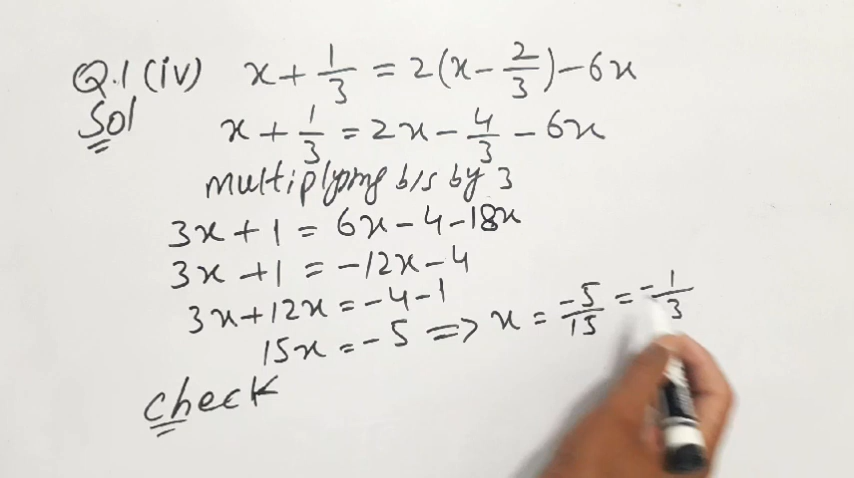 Q.1 (iv) x + 1/3 = 2(x - 2/3) - 6x
Sol
x + 1/3 = 2x - 4/3 - 6x
multiplying b/s by 3
3x + 1 = 6x - 4 - 18x
3x + 1 = -12x - 4
3x + 12x = -4 - 1
15x = -5 => x = -5/15 = -1/3
check